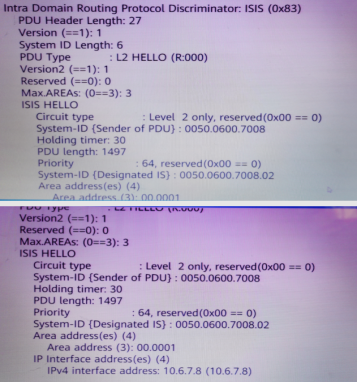 Intra Domain Routing Protocol Discriminator: ISIS (0x83)
PDU Header Length: 27
Version (==1): 1
System ID Length: 6
PDU Type : L2 HELLO (R:000)
Version2 (==1): 1
Reserved (==0): 0
Max.AREAs: (0==3): 3
ISIS HELLO
Circuit type : Level 2 only, reserved(0x00 == 0)
System-ID {Sender of PDU} : 0050.0600.7008
Holding timer: 30
PDU length: 1497
Priority : 64, reserved(0x00 == 0)
System-ID {Designated IS} : 0050.0600.7008.02
Area address(es) (4)
Area address (3): 00.0001
PDU Type : L2 HELLO (R:000)
Version2 (==1): 1
Reserved (==0): 0
Max.AREAs: (0==3): 3
ISIS HELLO
Circuit type : Level 2 only, reserved(0x00 == 0)
System-ID {Sender of PDU} : 0050.0600.7008
Holding timer: 30
PDU length: 1497
Priority : 64, reserved(0x00 == 0)
System-ID {Designated IS} : 0050.0600.7008.02
Area address(es) (4)
Area address (3): 00.0001
IP Interface address(es) (4)
IPv4 interface address: 10.6.7.8 (10.6.7.8)